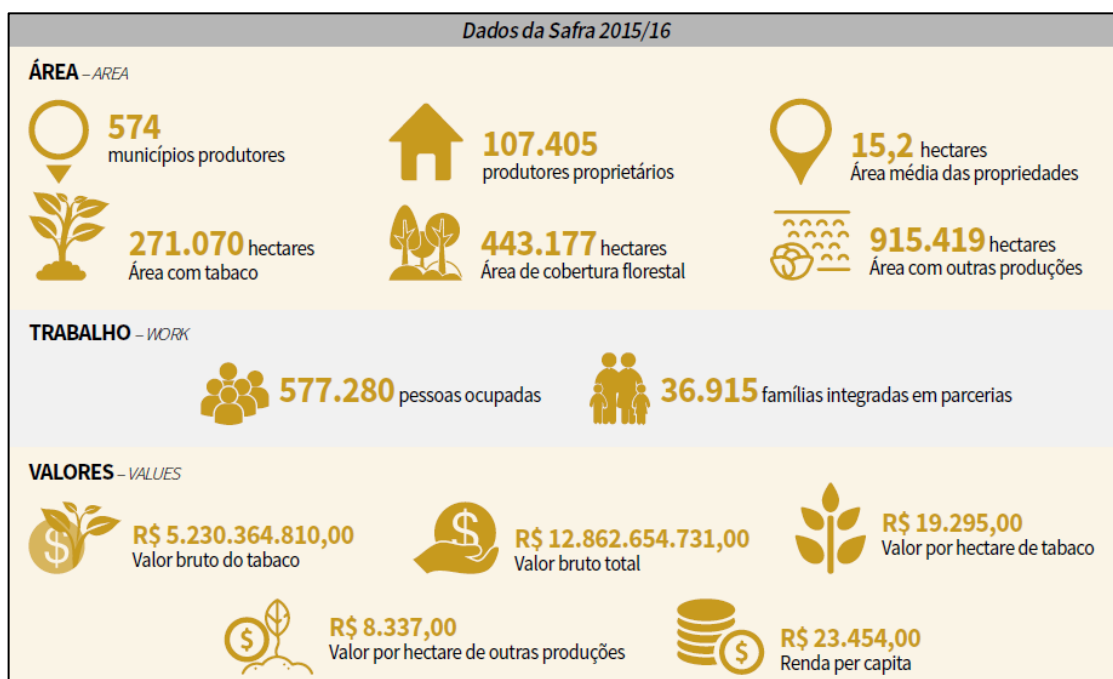 Dados da Safra 2015/16
ÁREA – AREA
574
municípios produtores
107.405
produtores proprietários
15,2 hectares
Área média das propriedades
271.070 hectares
Área com tabaco
443.177 hectares
Área de cobertura florestal
915.419 hectares
Área com outras produções
TRABALHO – WORK
577.280 pessoas ocupadas
36.915 famílias integradas em parcerias
VALORES – VALUES
R$ 5.230.364.810,00
Valor bruto do tabaco
R$ 12.862.654.731,00
Valor bruto total
R$ 19.295,00
Valor por hectare de tabaco
R$ 8.337,00
Valor por hectare de outras produções
R$ 23.454,00
Renda per capita